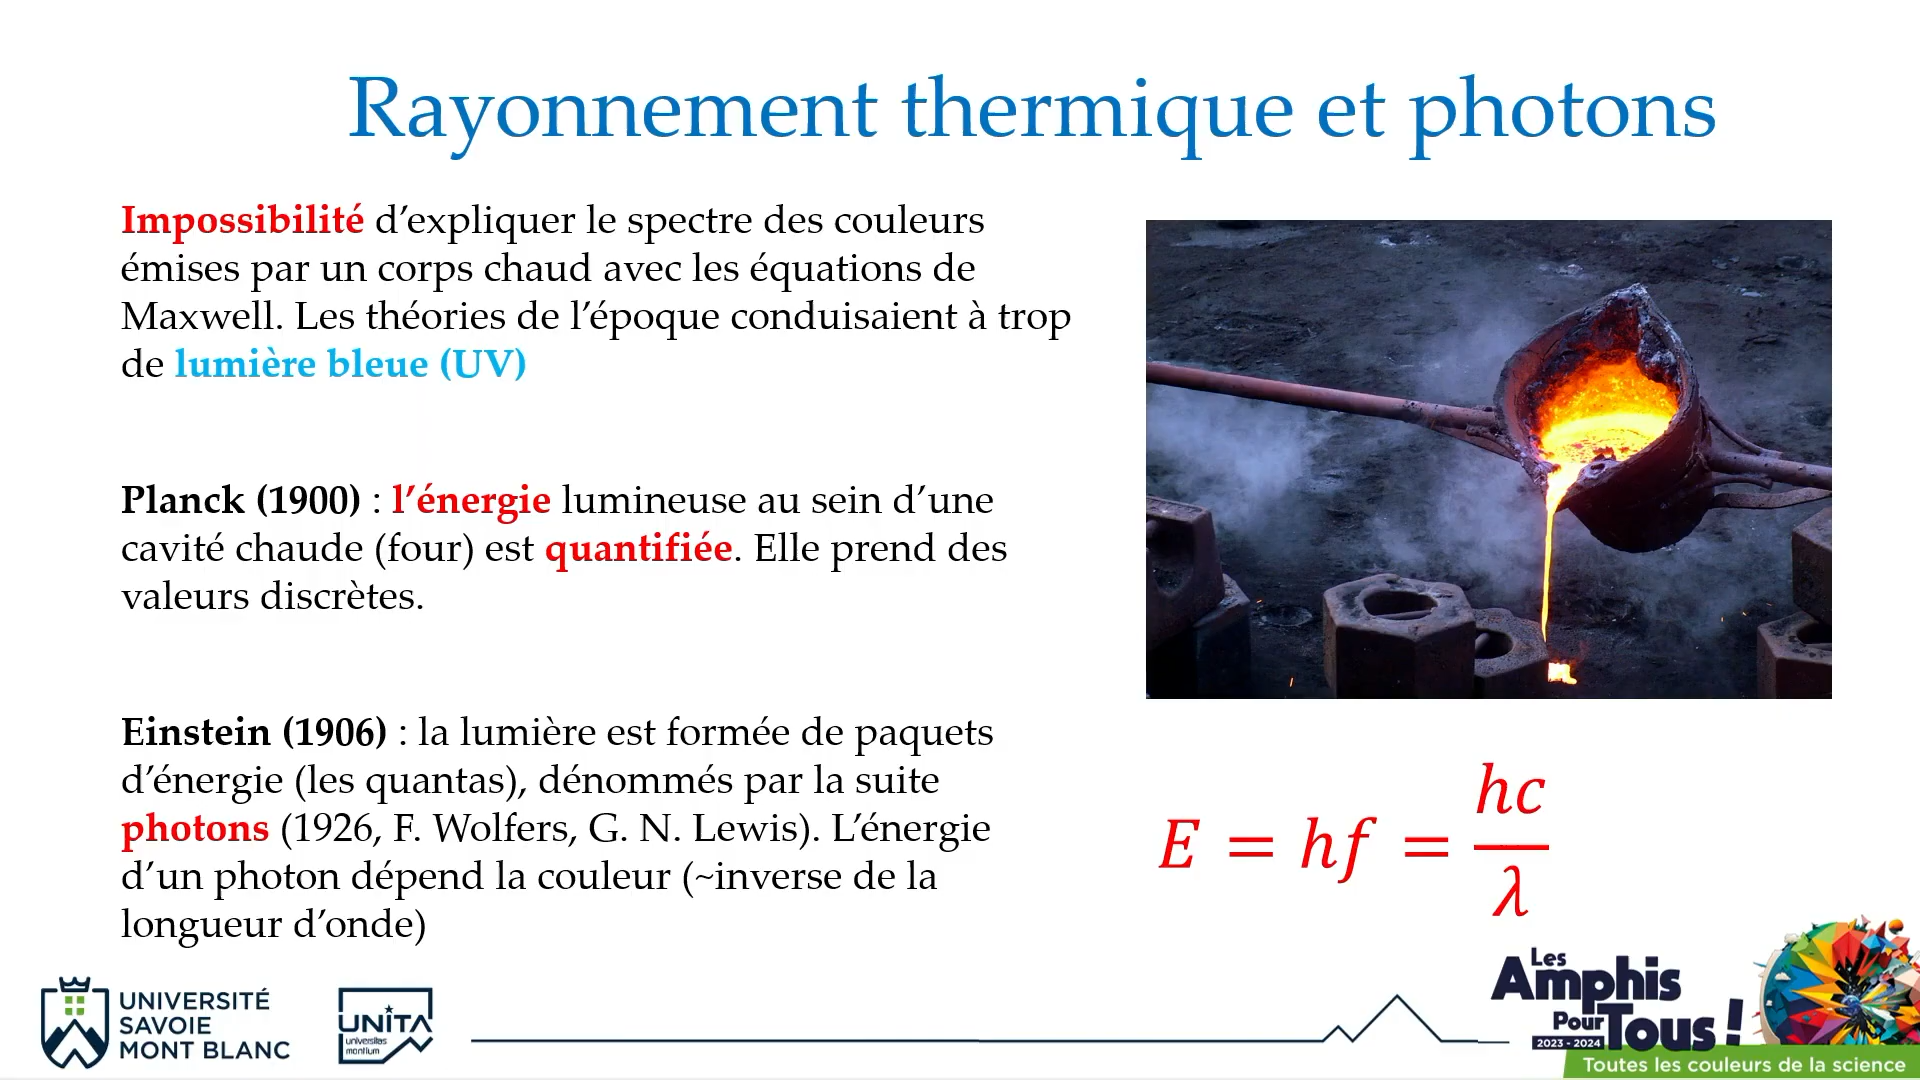 Rayonnement thermique et photons
Impossibilité d’expliquer le spectre des couleurs
émises par un corps chaud avec les équations de
Maxwell. Les théories de l’époque conduisaient à trop
de lumière bleue (UV)
Planck (1900) : l’énergie lumineuse au sein d’une
cavité chaude (four) est quantifiée. Elle prend des
valeurs discrètes.
Einstein (1906) : la lumière est formée de paquets
d’énergie (les quantas), dénommés par la suite
photons (1926, F. Wolfers, G. N. Lewis). L’énergie
d’un photon dépend la couleur (~inverse de la
longueur d’onde)
E = hf = hc/λ
UNIVERSITÉ
SAVOIE
MONT BLANC
UNITA
universitas
montium
Les
Amphis
Pour Tous !
2023 - 2024
Toutes les couleurs de la science